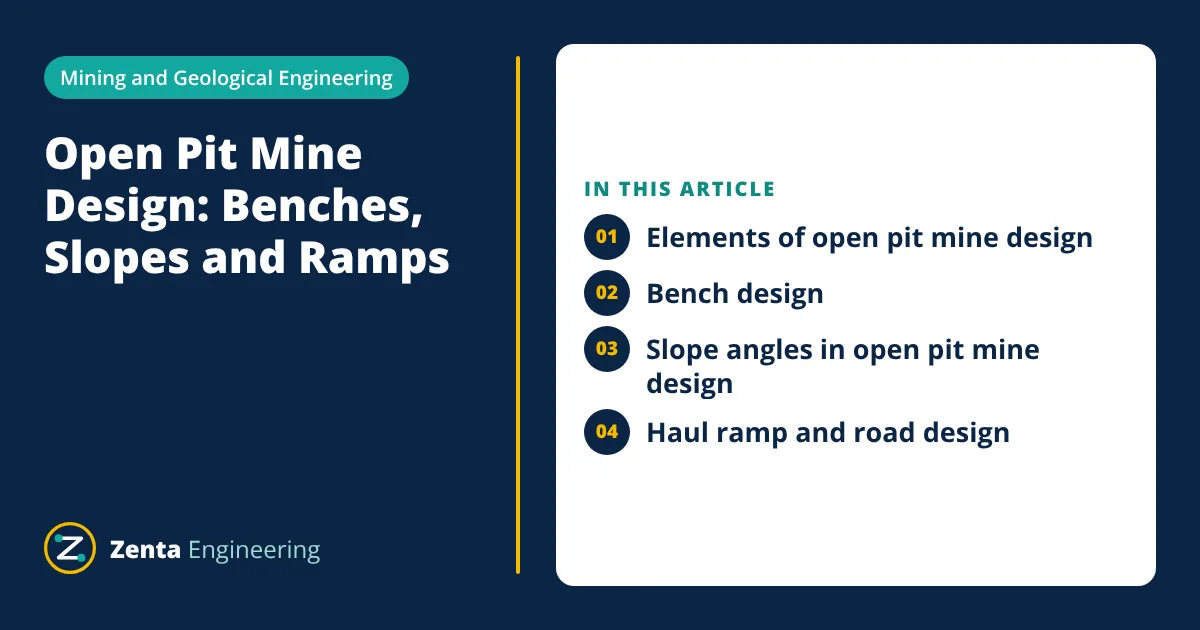 Mining and Geological Engineering
Open Pit Mine
Design: Benches,
Slopes and Ramps
Zenta Engineering
IN THIS ARTICLE
01 Elements of open pit mine design
02 Bench design
03 Slope angles in open pit mine
design
04 Haul ramp and road design